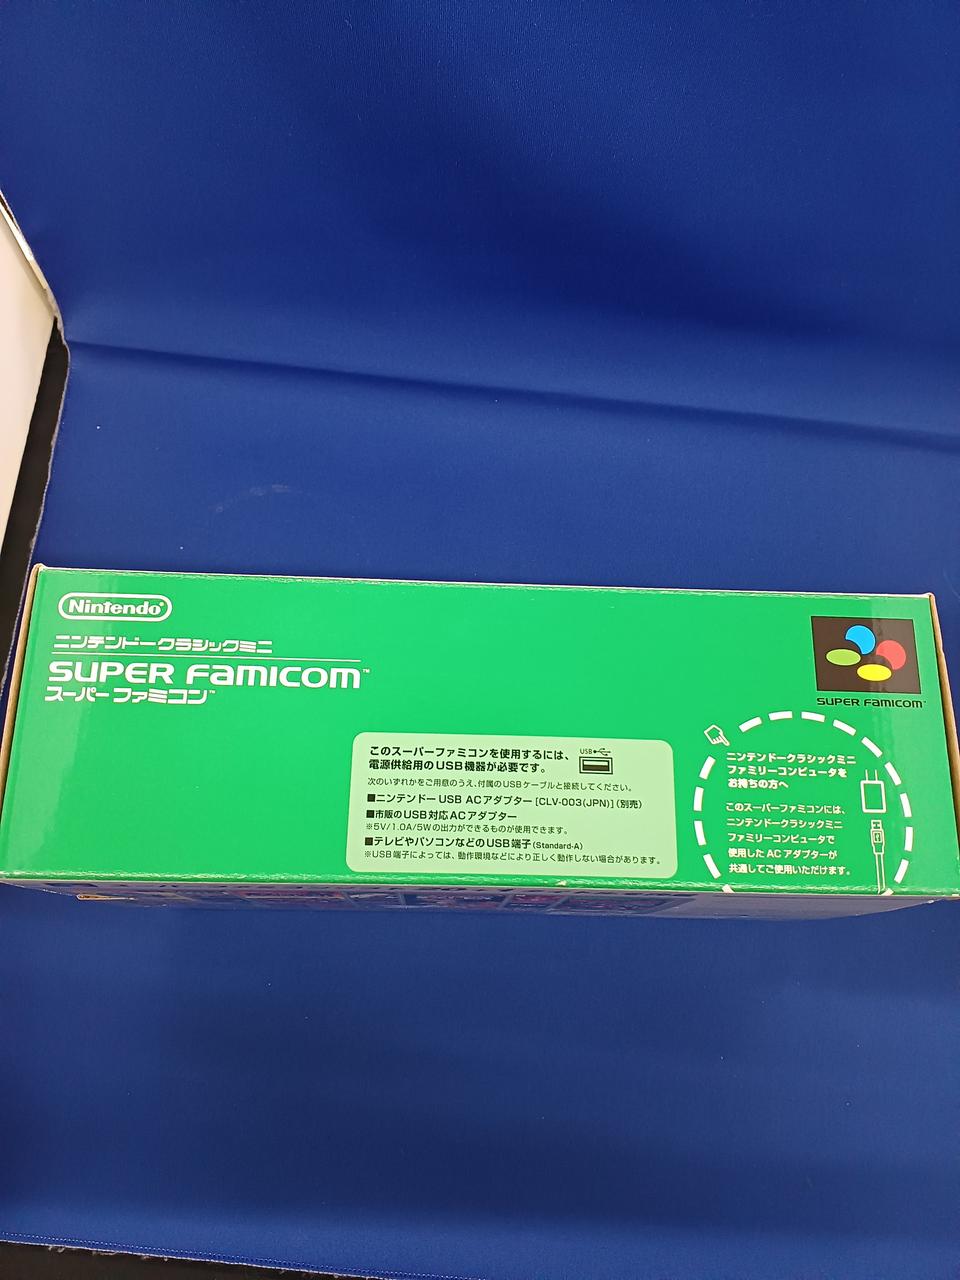 Nintendo®
ニンテンドークラシックミニ
SUPER FAMICOM™
スーパーファミコン™
SUPER FAMICOM™
このスーパーファミコンを使用するには、
電源供給用のUSB機器が必要です。
USB
次のいずれかをご用意のうえ、付属のUSBケーブルと接続してください。
■ニンテンドーUSB ACアダプター[CLV-003(JPN)](別売)
■市販のUSB対応ACアダプター
※5V/1.0A/5Wの出力ができるものが使用できます。
■テレビやパソコンなどのUSB端子(Standard-A)
※USB端子によっては、動作環境などにより正しく動作しない場合があります。
ニンテンドークラシックミニ
ファミリーコンピュータを
お持ちの方へ
このスーパーファミコンには、
ニンテンドークラシックミニ
ファミリーコンピュータで
使用したACアダプターが
共通してご使用いただけます。